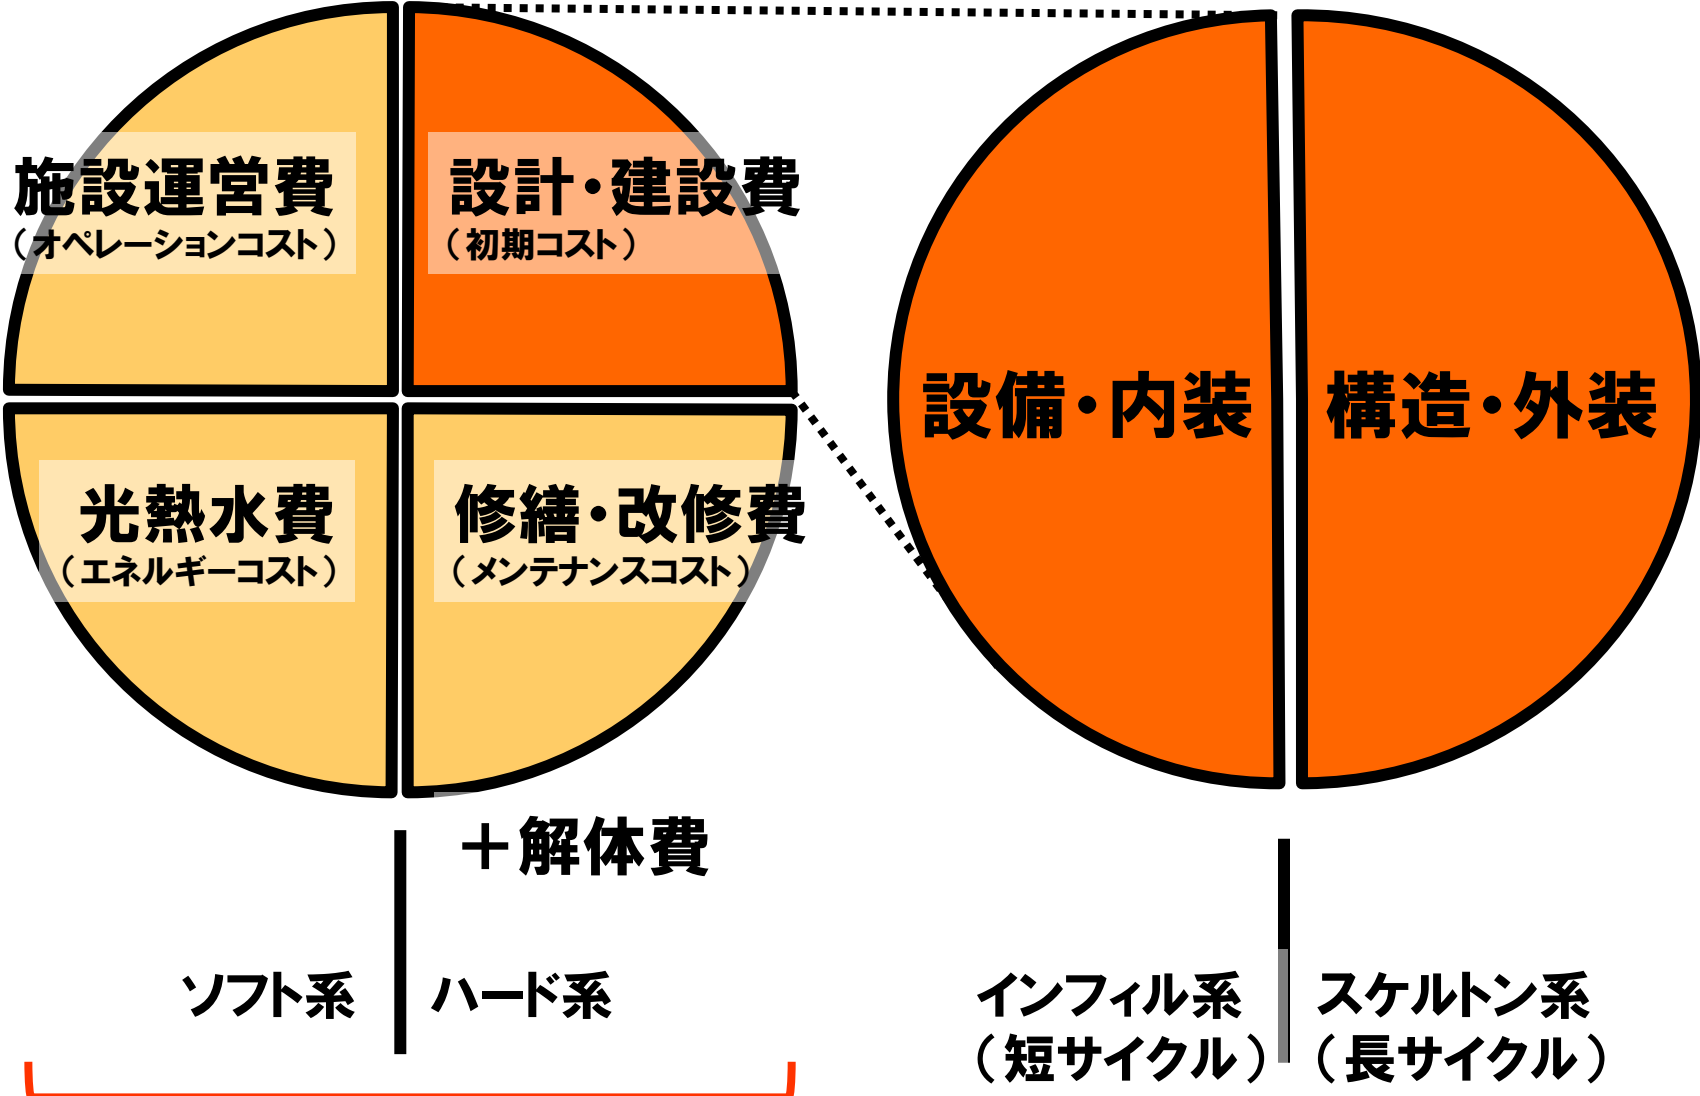 施設運営費
（オペレーションコスト）
設計・建設費
（初期コスト）
光熱水費
（エネルギーコスト）
修繕・改修費
（メンテナンスコスト）
＋解体費
ソフト系
ハード系
設備・内装
構造・外装
インフィル系
（短サイクル）
スケルトン系
（長サイクル）